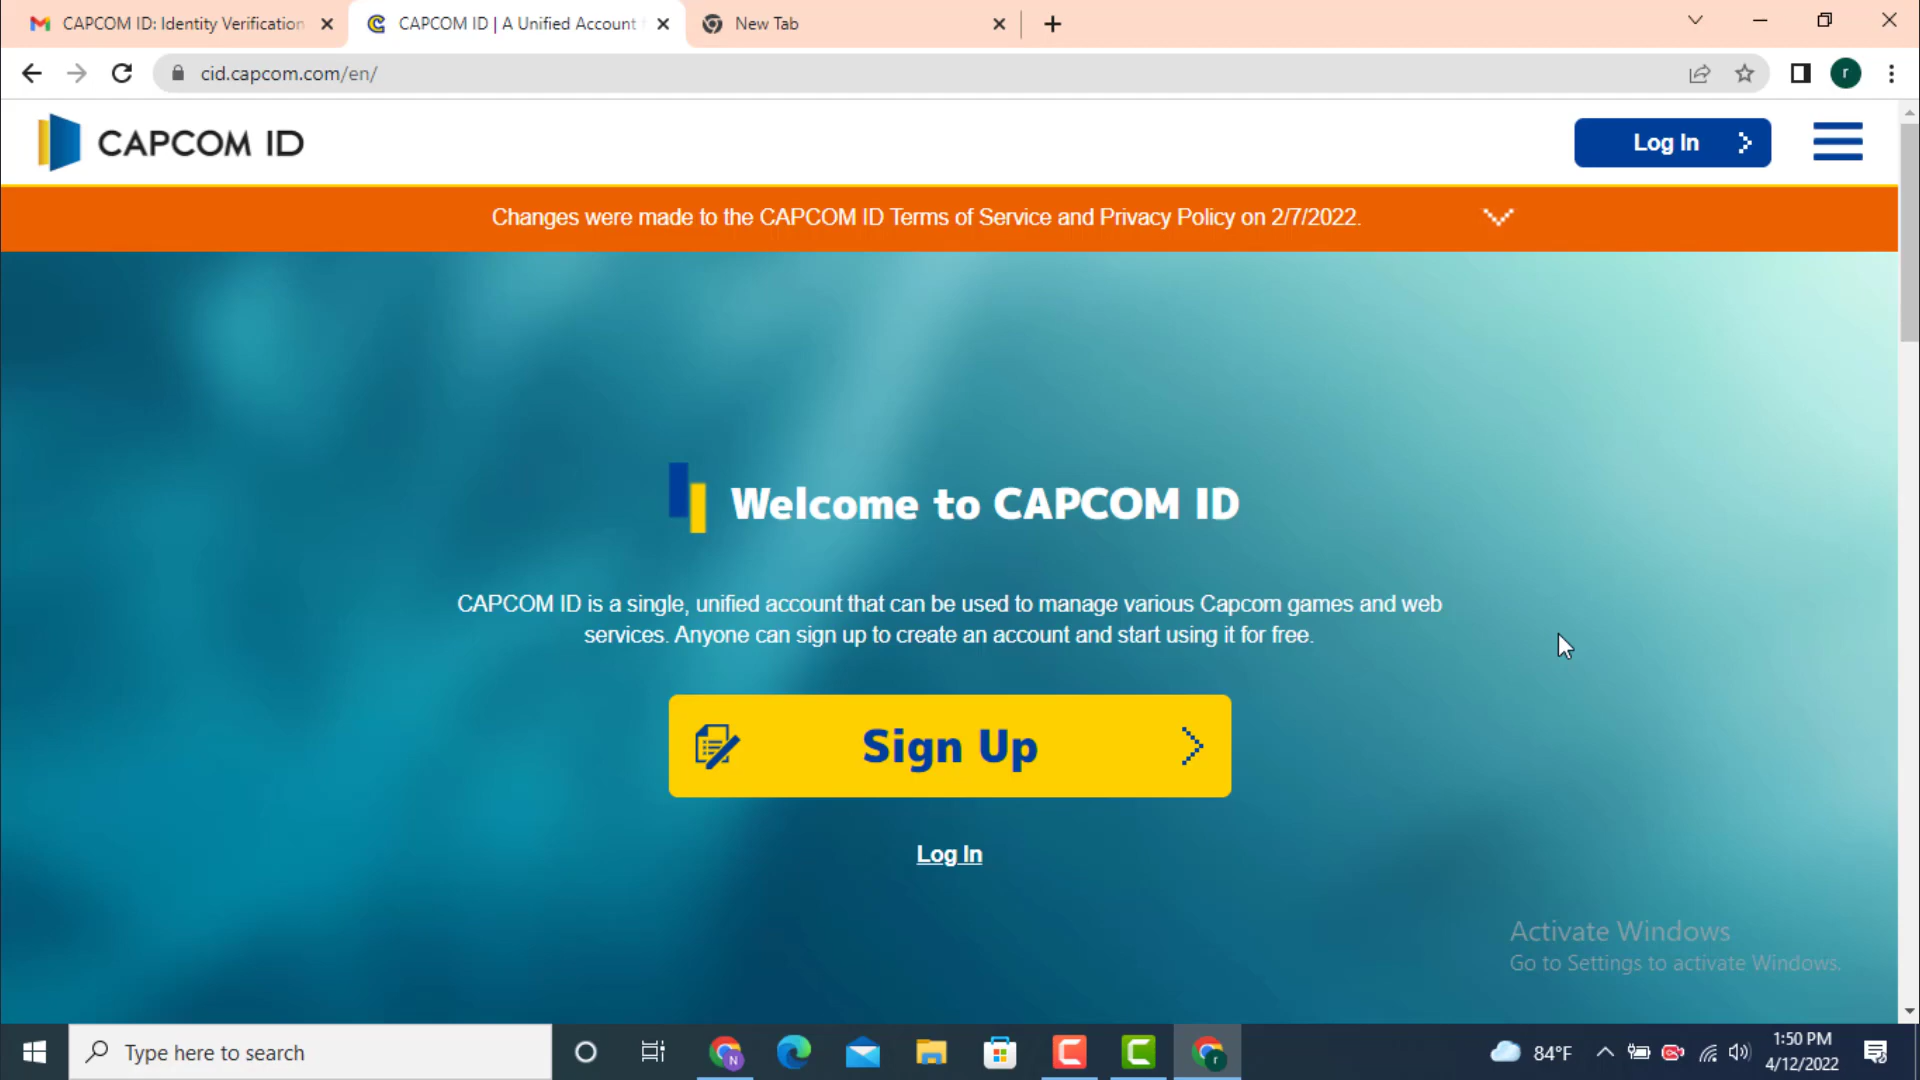 CAPCOM ID: Identity Verification
CAPCOM ID | A Unified Account
New Tab
cid.capcom.com/en/
r
CAPCOM ID
Log In
Changes were made to the CAPCOM ID Terms of Service and Privacy Policy on 2/7/2022.
Welcome to CAPCOM ID
CAPCOM ID is a single, unified account that can be used to manage various Capcom games and web
services. Anyone can sign up to create an account and start using it for free.
Sign Up
Log In
Activate Windows
Go to Settings to activate Windows.
Type here to search
N
r
84°F
1:50 PM
4/12/2022